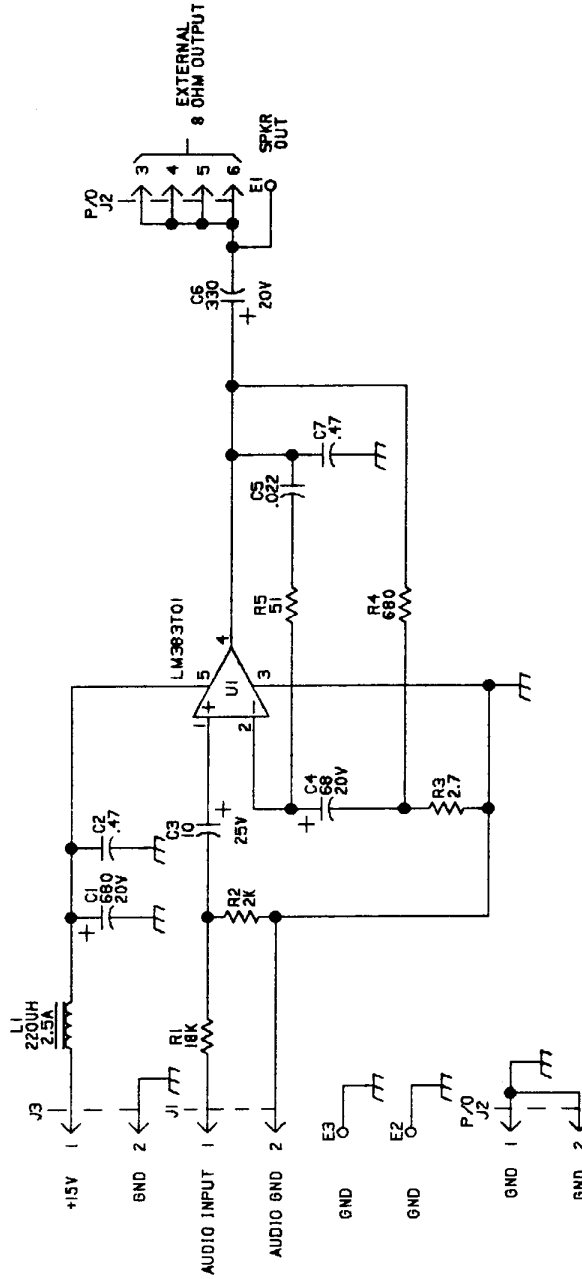 +15V
1
J3
GND
2
L1
220UH
2.5A
+
C1
680
20V
C2
.47
AUDIO INPUT
1
J1
AUDIO GND
2
R1
18K
R2
2K
C3
10
+
25V
LM383T01
1
+
2
-
U1
5
4
3
+
C4
68
20V
R5
51
C5
.022
C7
.47
R4
680
R3
2.7
C6
330
+
20V
P/O
J2
3
4
5
6
EXTERNAL
8 OHM OUTPUT
E1
SPKR
OUT
GND
E3
GND
E2
P/O
J2
GND
1
GND
2